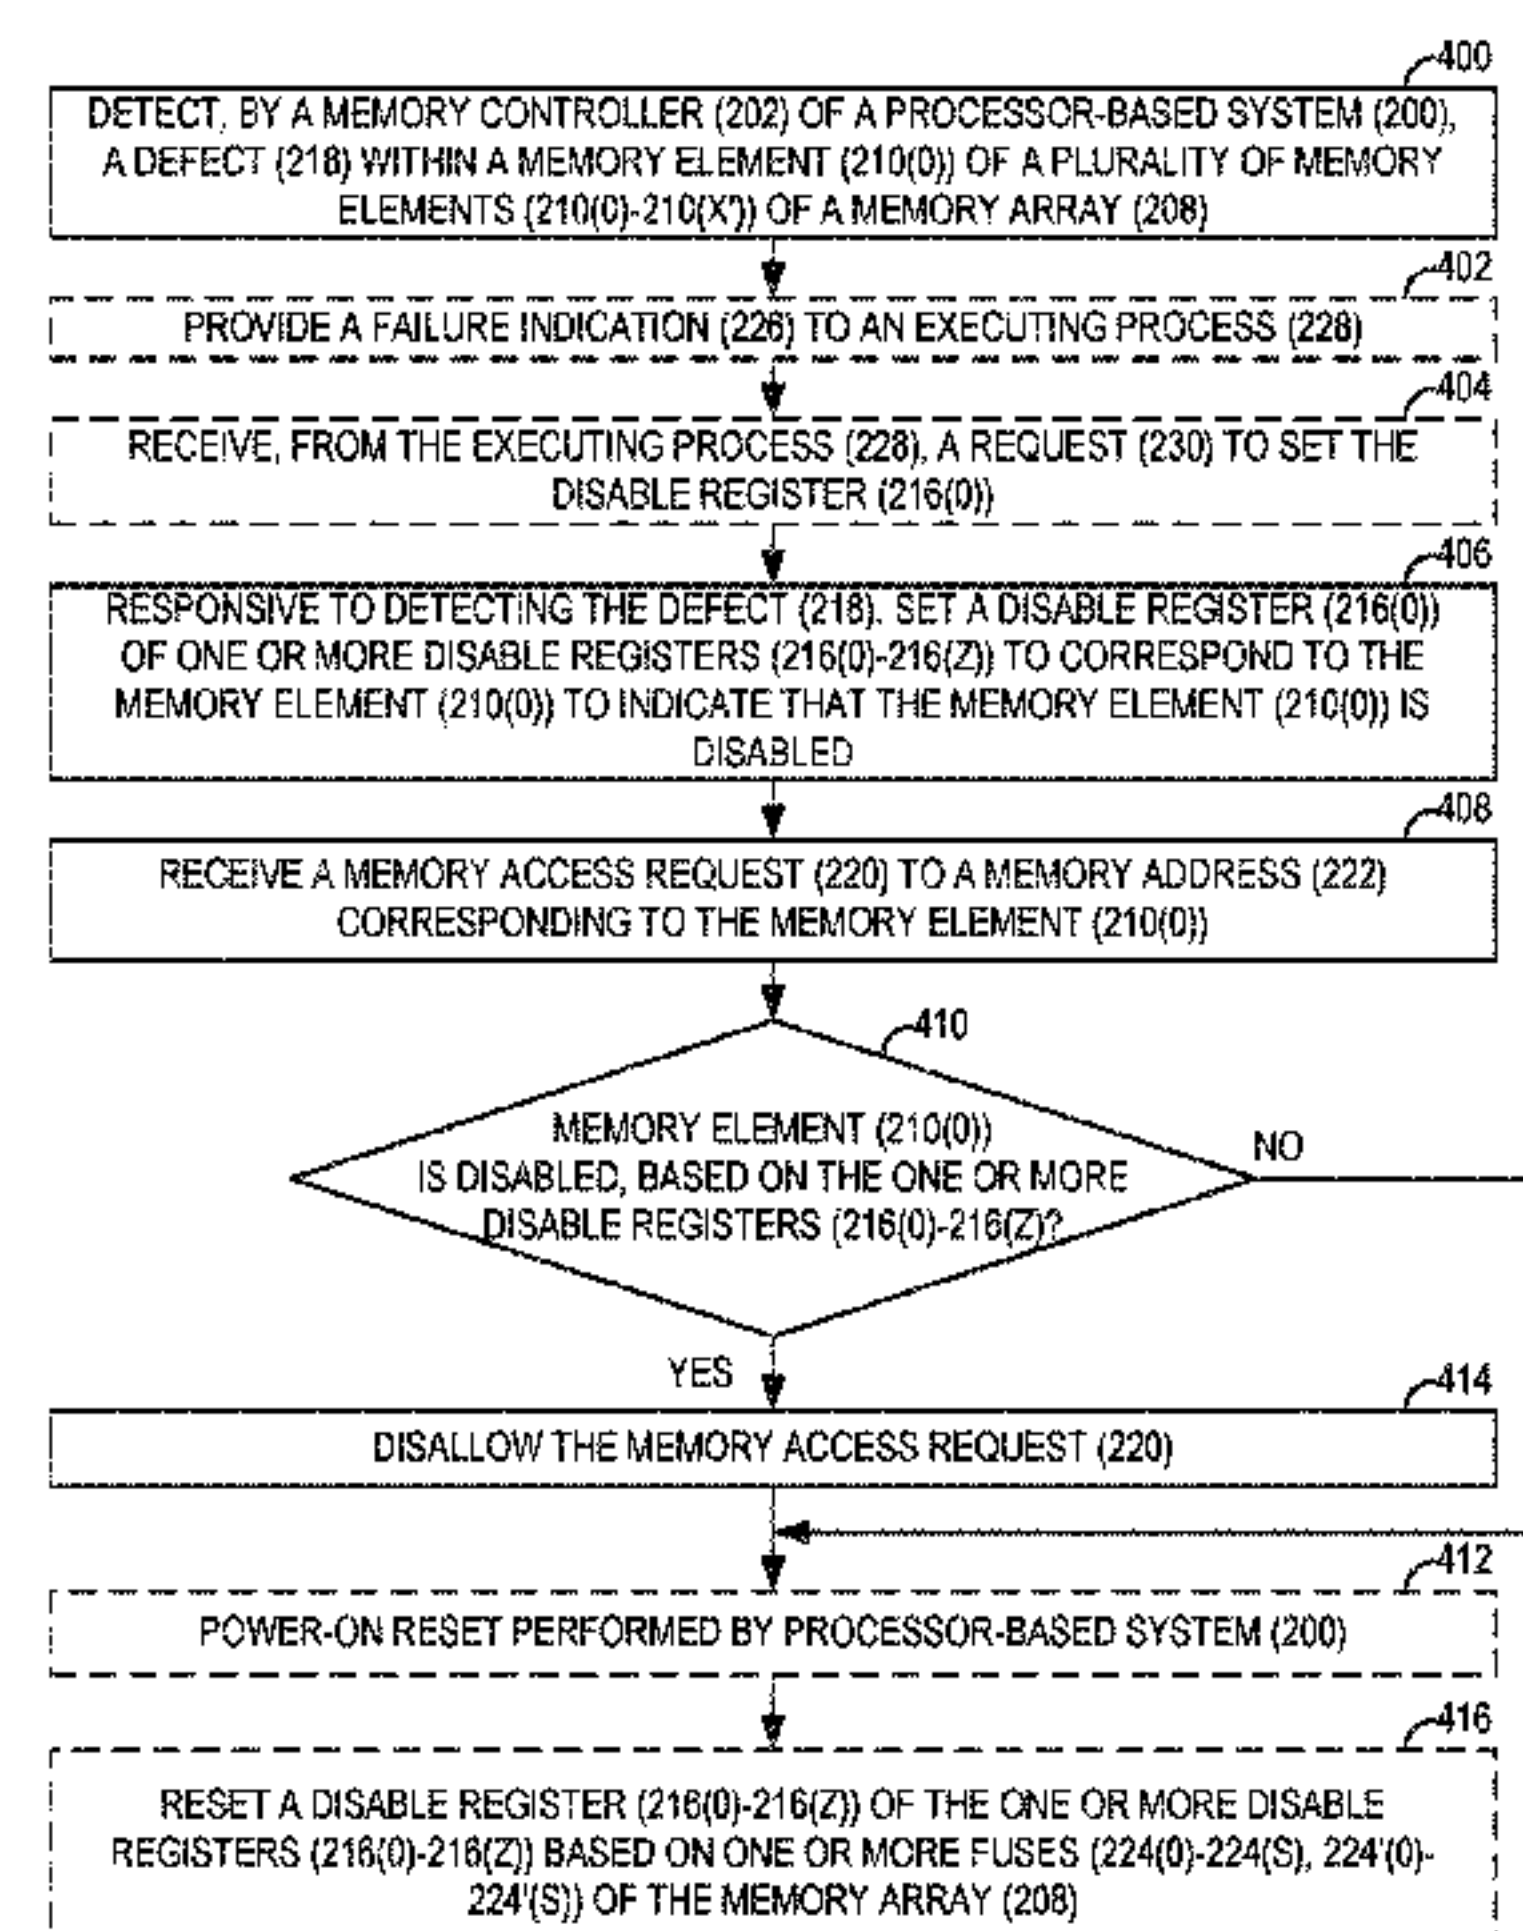 400
DETECT, BY A MEMORY CONTROLLER (202) OF A PROCESSOR-BASED SYSTEM (200),
A DEFECT (218) WITHIN A MEMORY ELEMENT (210(0)) OF A PLURALITY OF MEMORY
ELEMENTS (210(0)-210(X')) OF A MEMORY ARRAY (208)
402
PROVIDE A FAILURE INDICATION (226) TO AN EXECUTING PROCESS (228)
404
RECEIVE, FROM THE EXECUTING PROCESS (228), A REQUEST (230) TO SET THE
DISABLE REGISTER (216(0))
406
RESPONSIVE TO DETECTING THE DEFECT (218), SET A DISABLE REGISTER (216(0))
OF ONE OR MORE DISABLE REGISTERS (216(0)-216(Z)) TO CORRESPOND TO THE
MEMORY ELEMENT (210(0)) TO INDICATE THAT THE MEMORY ELEMENT (210(0)) IS
DISABLED
408
RECEIVE A MEMORY ACCESS REQUEST (220) TO A MEMORY ADDRESS (222)
CORRESPONDING TO THE MEMORY ELEMENT (210(0))
410
MEMORY ELEMENT (210(0))
IS DISABLED, BASED ON THE ONE OR MORE
DISABLE REGISTERS (216(0)-216(Z)?
NO
YES
414
DISALLOW THE MEMORY ACCESS REQUEST (220)
412
POWER-ON RESET PERFORMED BY PROCESSOR-BASED SYSTEM (200)
416
RESET A DISABLE REGISTER (216(0)-216(Z)) OF THE ONE OR MORE DISABLE
REGISTERS (216(0)-216(Z)) BASED ON ONE OR MORE FUSES (224(0)-224(S), 224'(0)-
224'(S)) OF THE MEMORY ARRAY (208)